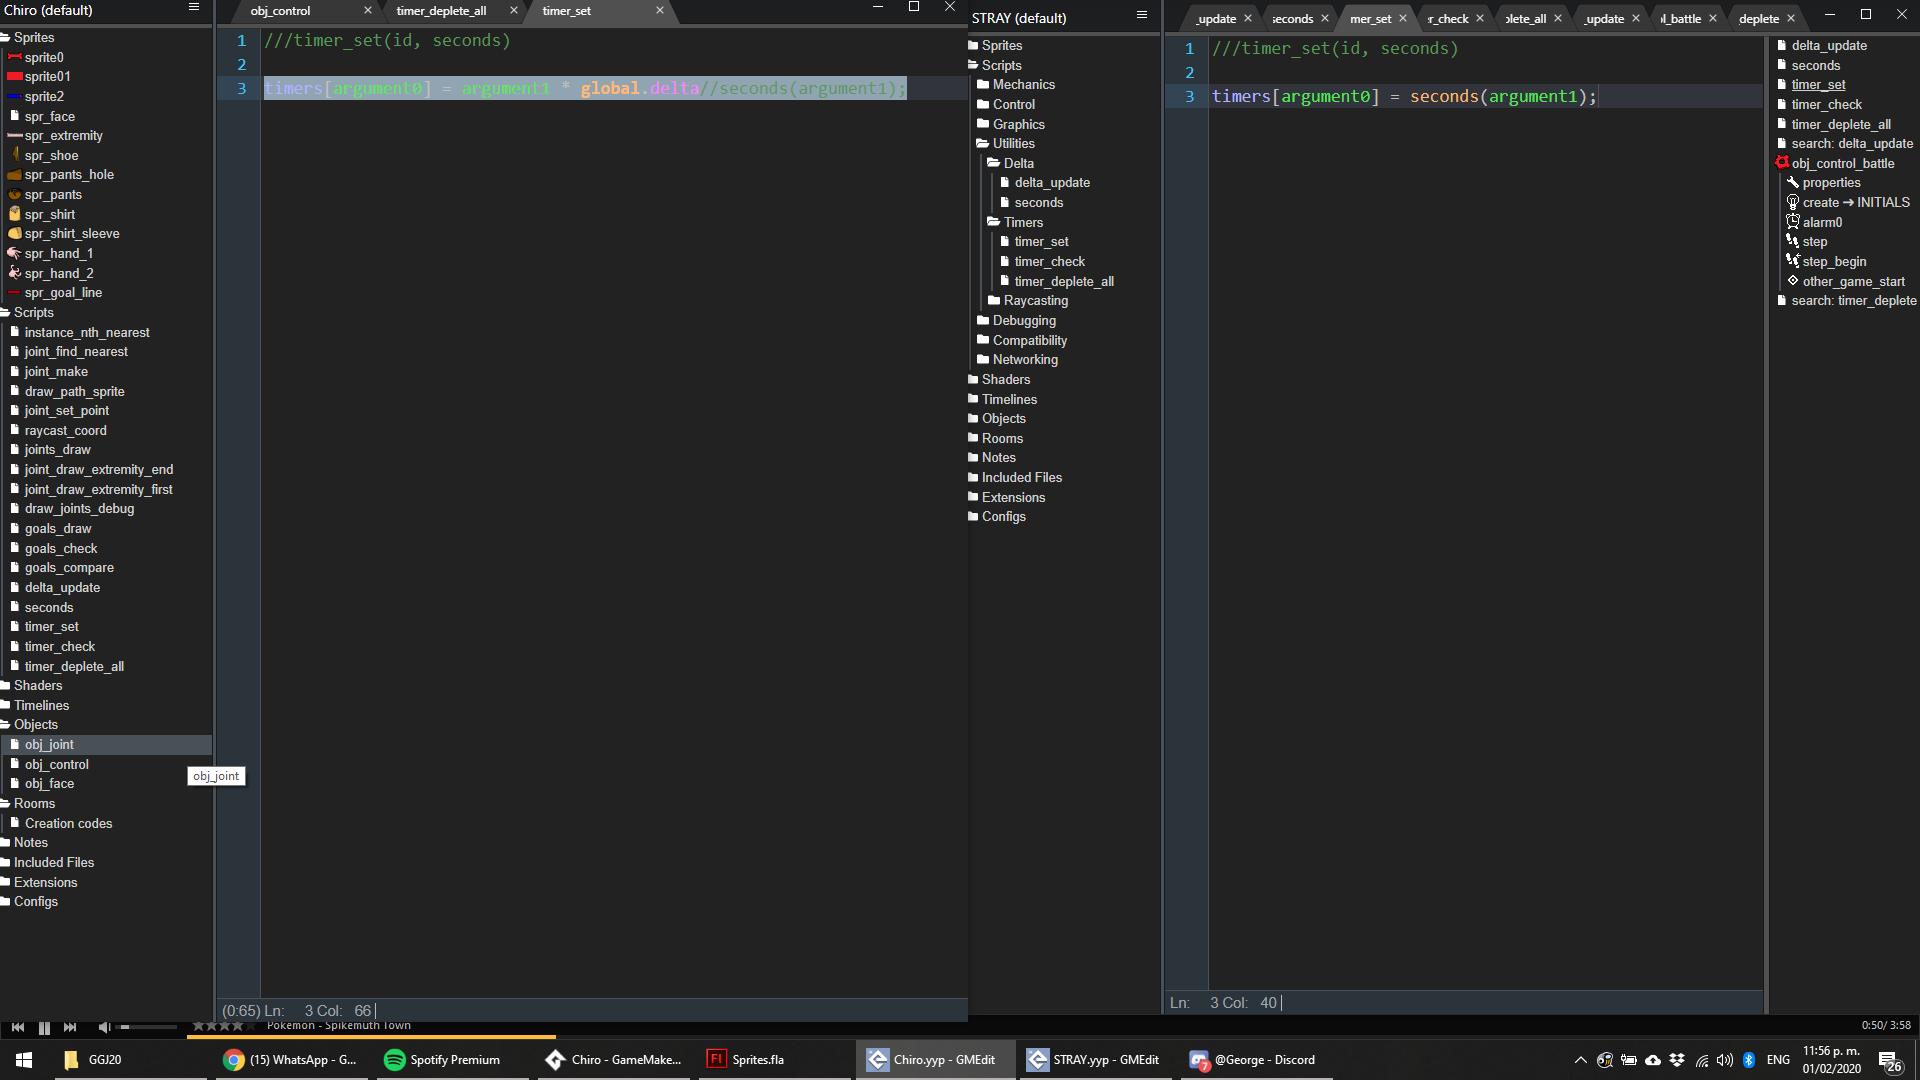 Chiro (default)
Sprites
sprite0
sprite01
sprite2
spr_face
spr_extremity
spr_shoe
spr_pants_hole
spr_pants
spr_shirt
spr_shirt_sleeve
spr_hand_1
spr_hand_2
spr_goal_line
Scripts
instance_nth_nearest
joint_find_nearest
joint_make
draw_path_sprite
joint_set_point
raycast_coord
joints_draw
joint_draw_extremity_end
joint_draw_extremity_first
draw_joints_debug
goals_draw
goals_check
goals_compare
delta_update
seconds
timer_set
timer_check
timer_deplete_all
Shaders
Timelines
Objects
obj_joint
obj_control
obj_face
obj_joint
Rooms
Creation codes
Notes
Included Files
Extensions
Configs
obj_control timer_deplete_all timer_set
1 ///timer_set(id, seconds)
2
3 timers[argument0] = argument1 * global.delta//seconds(argument1);
(0:65) Ln: 3 Col: 66
STRAY (default)
Sprites
Scripts
Mechanics
Control
Graphics
Utilities
Delta
delta_update
seconds
Timers
timer_set
timer_check
timer_deplete_all
Raycasting
Debugging
Compatibility
Networking
Shaders
Timelines
Objects
Rooms
Notes
Included Files
Extensions
Configs
_update seconds mer_set r_check plete_all _update l_battle deplete
1 ///timer_set(id, seconds)
2
3 timers[argument0] = seconds(argument1);
Ln: 3 Col: 40
delta_update
seconds
timer_set
timer_check
timer_deplete_all
search: delta_update
obj_control_battle
properties
create → INITIALS
alarm0
step
step_begin
other_game_start
search: timer_deplete
Pokemon - Spikemuth Town
0:50/ 3:58
GGJ20
(15) WhatsApp - G...
Spotify Premium
Chiro - GameMake...
Sprites.fla
Chiro.yyp - GMEdit
STRAY.yyp - GMEdit
7
@George - Discord
ENG
11:56 p. m.
01/02/2020
26